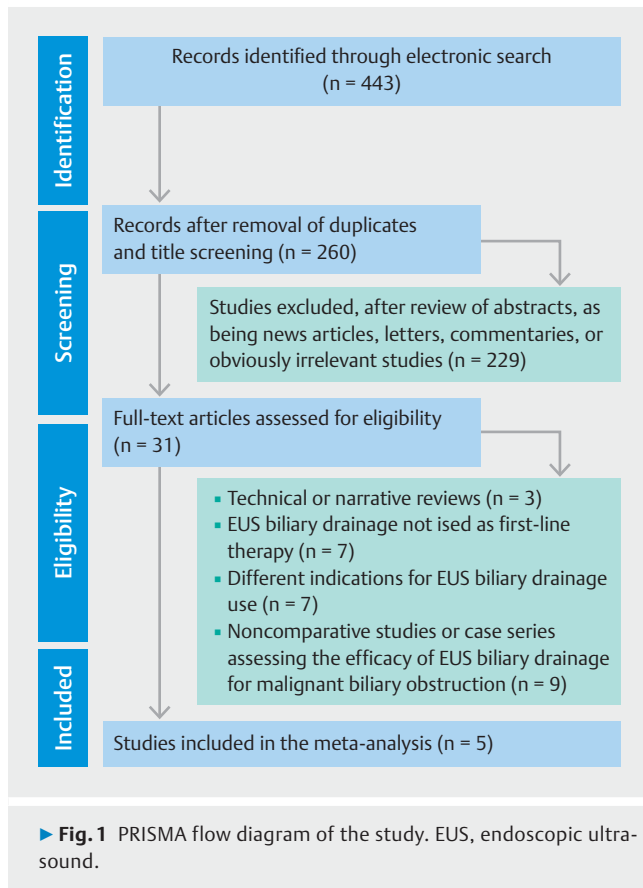 Identification
Records identified through electronic search
(n = 443)
Screening
Records after removal of duplicates
and title screening (n = 260)
Studies excluded, after review of abstracts, as
being news articles, letters, commentaries, or
obviously irrelevant studies (n = 229)
Eligibility
Full-text articles assessed for eligibility
(n = 31)
▪ Technical or narrative reviews (n = 3)
▪ EUS biliary drainage not ised as first-line
therapy (n = 7)
▪ Different indications for EUS biliary drainage
use (n = 7)
▪ Noncomparative studies or case series
assessing the efficacy of EUS biliary drainage
for malignant biliary obstruction (n = 9)
Included
Studies included in the meta-analysis (n = 5)
► Fig. 1 PRISMA flow diagram of the study. EUS, endoscopic ultra-
sound.